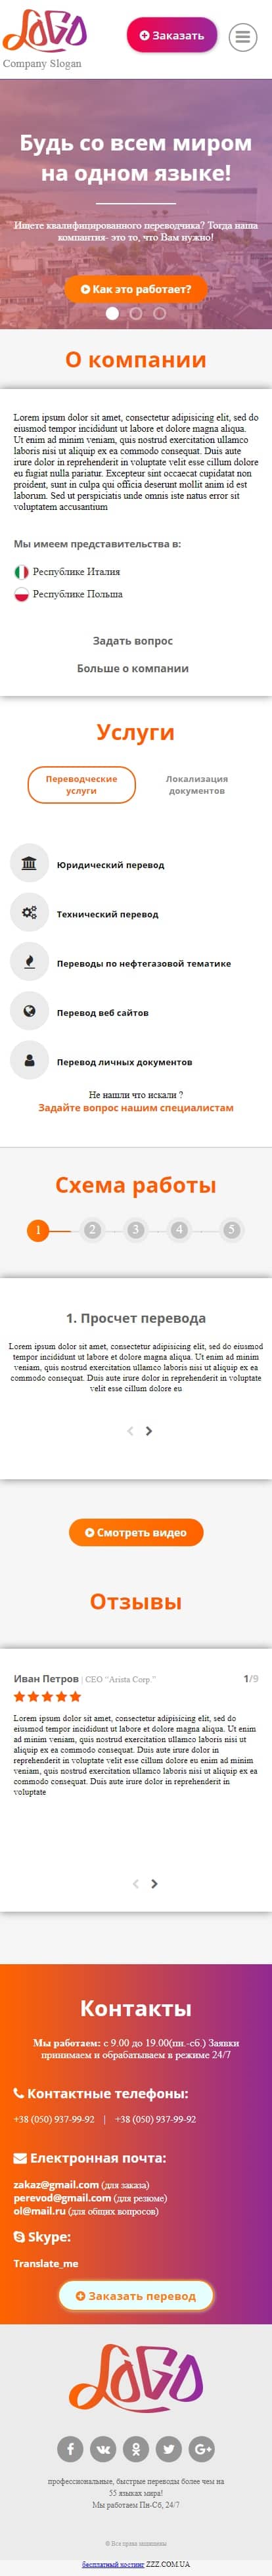 LOGO
Company Slogan
Заказать
Будь со всем миром
на одном языке!
Ищете квалифицированного переводчика? Тогда наша
компантия- это то, что Вам нужно!
Как это работает?
О компании
Lorem ipsum dolor sit amet, consectetur adipisicing elit, sed do
eiusmod tempor incididunt ut labore et dolore magna aliqua.
Ut enim ad minim veniam, quis nostrud exercitation ullamco
laboris nisi ut aliquip ex ea commodo consequat. Duis aute
irure dolor in reprehenderit in voluptate velit esse cillum dolore
eu fugiat nulla pariatur. Excepteur sint occaecati cupidatat non
proident, sunt in culpa qui officia deserunt mollit anim id est
laborum. Sed ut perspiciatis unde omnis iste natus error sit
voluptatem accusantium
Мы имеем представительства в:
Республике Италия
Республике Польша
Задать вопрос
Больше о компании
Услуги
Переводческие
услуги
Локализация
документов
Юридический перевод
Технический перевод
Переводы по нефтегазовой тематике
Перевод веб сайтов
Перевод личных документов
Не нашли что искали ?
Задайте вопрос нашим специалистам
Схема работы
1 2 3 4 5
1. Просчет перевода
Lorem ipsum dolor sit amet, consectetur adipisicing elit, sed do eiusmod
tempor incididunt ut labore et dolore magna aliqua. Ut enim ad minim
veniam, quis nostrud exercitation ullamco laboris nisi ut aliquip ex ea
commodo consequat. Duis aute irure dolor in reprehenderit in voluptate
velit esse cillum dolore eu
Смотреть видео
Отзывы
Иван Петров | CEO "Arista Corp." 1/9
Lorem ipsum dolor sit amet, consectetur adipisicing elit, sed do
eiusmod tempor incididunt ut labore et dolore magna aliqua. Ut enim
ad minim veniam, quis nostrud exercitation ullamco laboris nisi ut
aliquip ex ea commodo consequat. Duis aute irure dolor in
reprehenderit in voluptate velit esse cillum dolore eu enim ad minim
veniam, quis nostrud exercitation ullamco laboris nisi ut aliquip ex ea
commodo consequat. Duis aute irure dolor in reprehenderit in
voluptate
Контакты
Мы работаем: с 9.00 до 19.00(пн.-сб.) Заявки
принимаем и обрабатываем в режиме 24/7
Контактные телефоны:
+38 (050) 937-99-92 | +38 (050) 937-99-92
Електронная почта:
zakaz@gmail.com (для заказа)
perevod@gmail.com (для резюме)
ol@mail.ru (для общих вопросов)
Skype:
Translate_me
Заказать перевод
LOGO
профессиональные, быстрые переводы более чем на
55 языках мира!
Мы работаем Пн-Сб, 24/7
© Все права защищены
бесплатный хостинг ZZZ.COM.UA